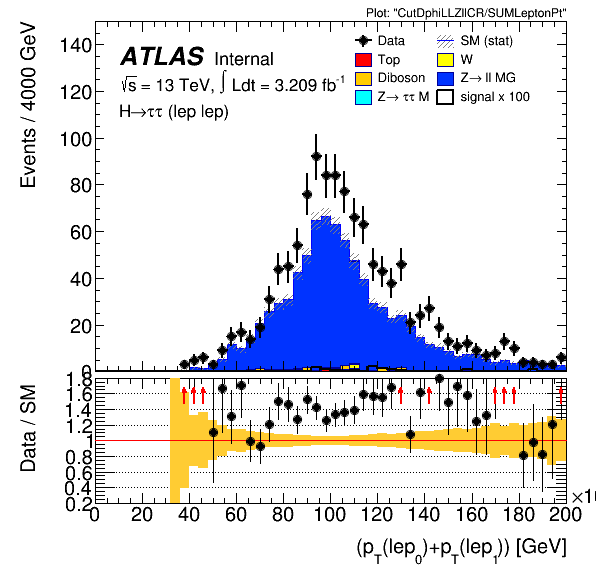 Plot: "CutDphiLLZllCR/SUMLeptonPt"
Events / 4000 GeV
140
120
100
80
60
40
20
0
ATLAS Internal
√s = 13 TeV, ∫ Ldt = 3.209 fb⁻¹
H→ττ (lep lep)
Data
SM (stat)
Top
W
Diboson
Z→ ll MG
Z→ ττ M
signal x 100
Data / SM
1.8
1.6
1.4
1.2
1
0.8
0.6
0.4
0.2
0 20 40 60 80 100 120 140 160 180 200
×10
(p_T(lep_0)+p_T(lep_1)) [GeV]